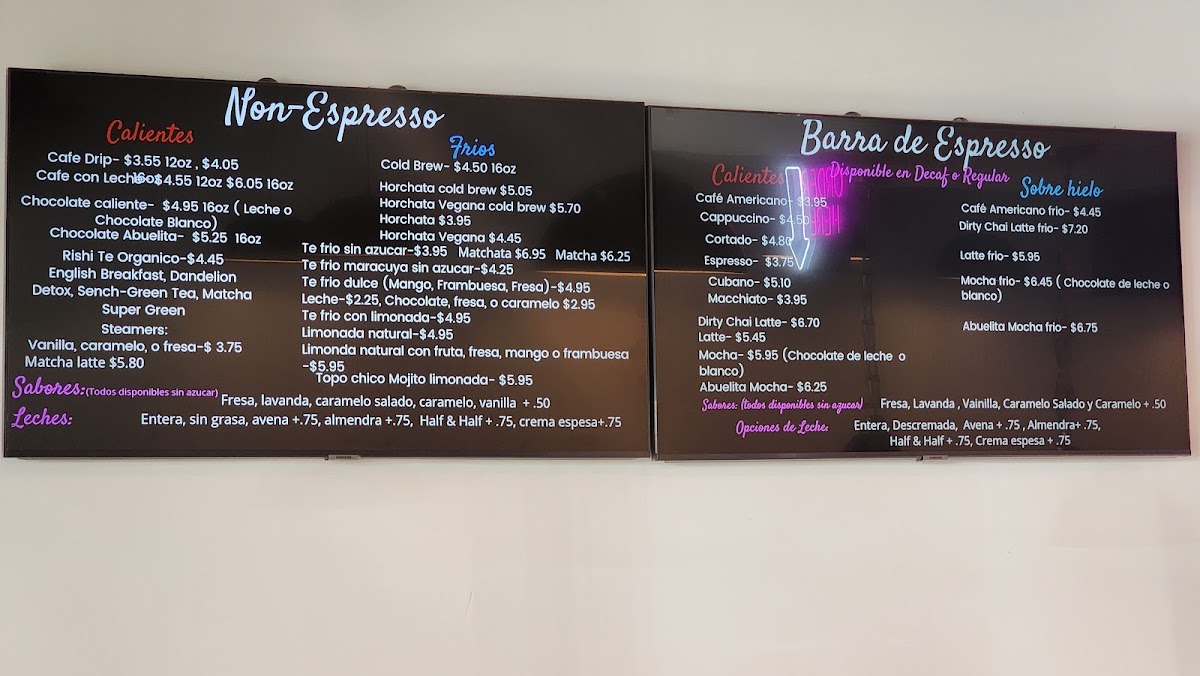 Non-Espresso
Calientes
Cafe Drip- $3.55 12oz , $4.05
16oz
Cafe con Leche- $4.55 12oz $6.05 16oz
Chocolate caliente- $4.95 16oz ( Leche o
Chocolate Blanco)
Chocolate Abuelita- $5.25 16oz
Rishi Te Organico-$4.45
English Breakfast, Dandelion
Detox, Sench-Green Tea, Matcha
Super Green
Steamers:
Vanilla, caramelo, o fresa-$ 3.75
Matcha latte $5.80
Frios
Cold Brew- $4.50 16oz
Horchata cold brew $5.05
Horchata Vegana cold brew $5.70
Horchata $3.95
Horchata Vegana $4.45
Te frio sin azucar-$3.95 Matchata $6.95 Matcha $6.25
Te frio maracuya sin azucar-$4.25
Te frio dulce (Mango, Frambuesa, Fresa)-$4.95
Leche-$2.25, Chocolate, fresa, o caramelo $2.95
Te frio con limonada-$4.95
Limonada natural-$4.95
Limonda natural con fruta, fresa, mango o frambuesa
-$5.95
Topo chico Mojito limonada- $5.95
Sabores:(Todos disponibles sin azucar) Fresa, lavanda, caramelo salado, caramelo, vanilla + .50
Leches: Entera, sin grasa, avena +.75, almendra +.75, Half & Half + .75, crema espesa+.75
Barra de Espresso
Disponible en Decaf o Regular
Calientes
Café Americano- $3.95
Cappuccino- $4.50
Cortado- $4.80
Espresso- $3.75
Cubano- $5.10
Macchiato- $3.95
Dirty Chai Latte- $6.70
Latte- $5.45
Mocha- $5.95 (Chocolate de leche o
blanco)
Abuelita Mocha- $6.25
Sobre hielo
Café Americano frio- $4.45
Dirty Chai Latte frio- $7.20
Latte frio- $5.95
Mocha frio- $6.45 ( Chocolate de leche o
blanco)
Abuelita Mocha frio- $6.75
Sabores: (todos disponibles sin azucar) Fresa, Lavanda , Vainilla, Caramelo Salado y Caramelo + .50
Opciones de Leche: Entera, Descremada, Avena + .75 , Almendra+ .75,
Half & Half + .75, Crema espesa + .75